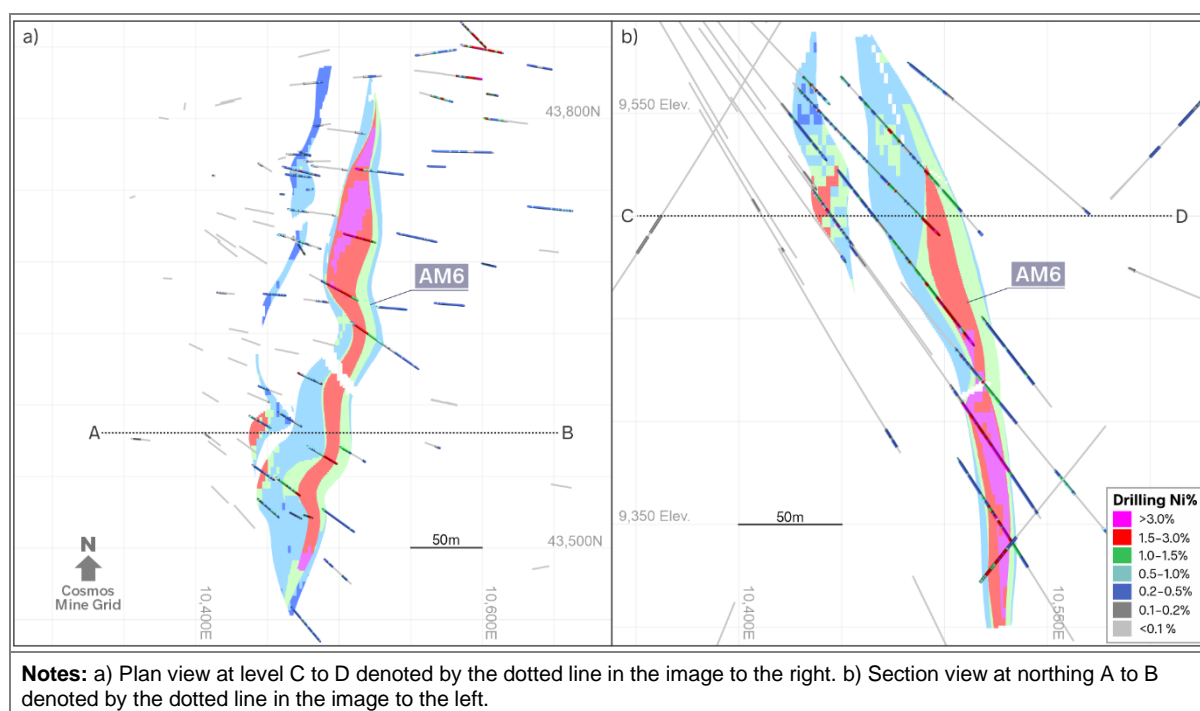 a)
43,800N
AM6
A
B
50m
43,500N
N
Cosmos
Mine Grid
10,400E
10,600E
b)
9,550 Elev.
C
D
AM6
9,350 Elev.
50m
10,400E
10,550E
Drilling Ni%
>3.0%
1.5–3.0%
1.0–1.5%
0.5–1.0%
0.2–0.5%
0.1–0.2%
<0.1 %
Notes: a) Plan view at level C to D denoted by the dotted line in the image to the right. b) Section view at northing A to B
denoted by the dotted line in the image to the left.